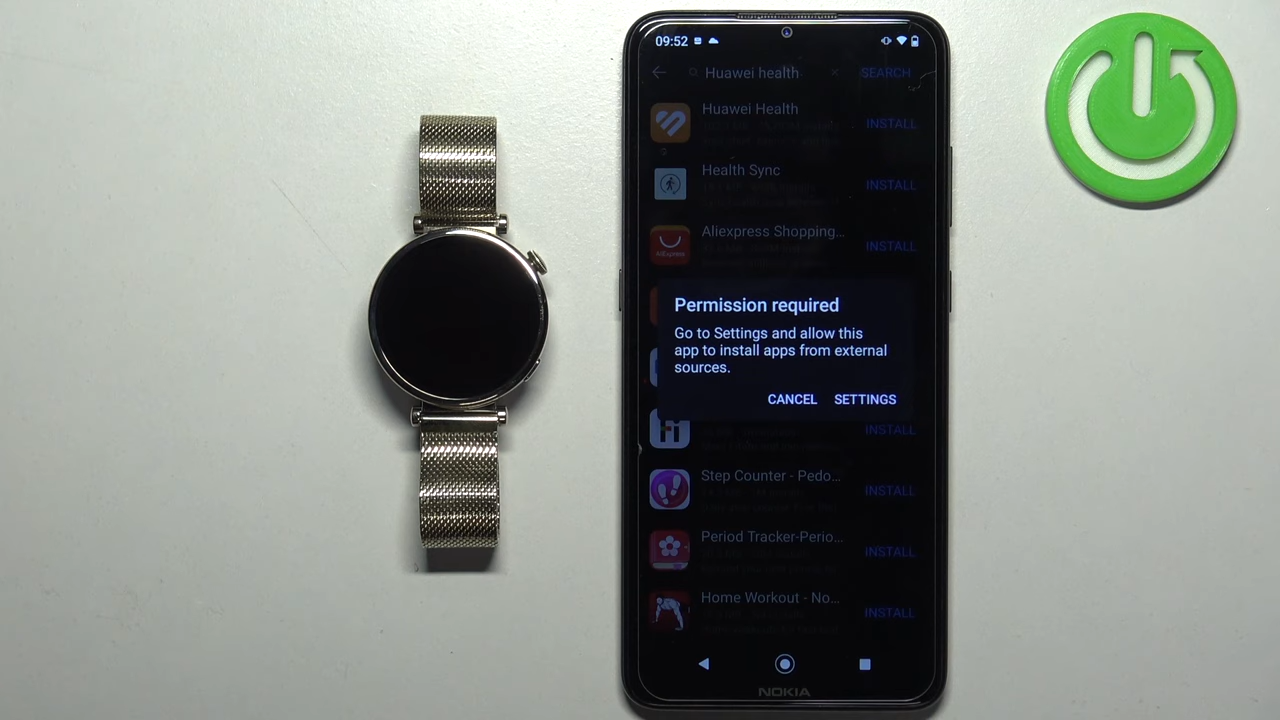 09:52
Huawei health
SEARCH
Huawei Health
INSTALL
Health Sync
INSTALL
Aliexpress Shopping...
INSTALL
AliExpress
Permission required
Go to Settings and allow this
app to install apps from external
sources.
CANCEL SETTINGS
INSTALL
Step Counter - Pedo...
INSTALL
Period Tracker-Perio...
INSTALL
Home Workout - No...
INSTALL
NOKIA